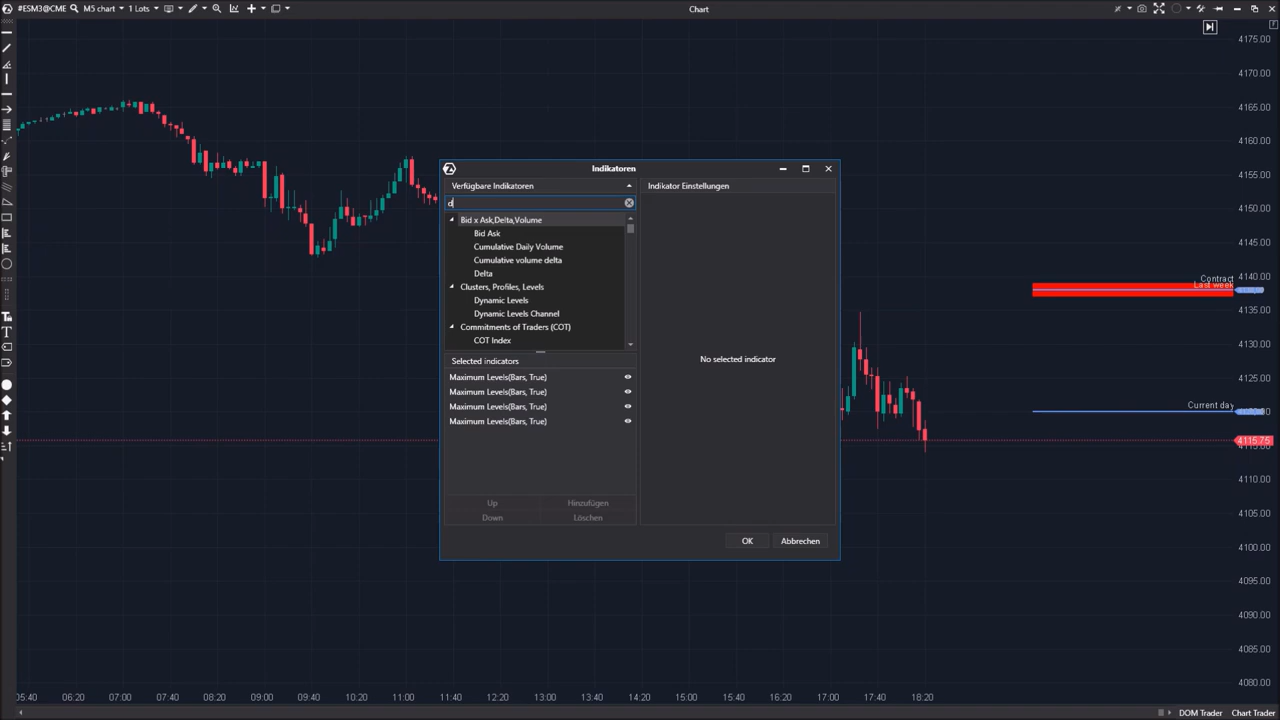 #ESM3@CME M5 chart 1 Lots Chart
4175.00
4170.00
4165.00
4160.00
4155.00
4150.00
4145.00
4140.00
4135.00
4130.00
4125.00
4120.00
4115.75
4110.00
4105.00
4100.00
4095.00
4090.00
4085.00
4080.00
Contract
Last week
Current day
Indikatoren
Verfügbare Indikatoren
Indikator Einstellungen
d
Bid x Ask,Delta,Volume
Bid Ask
Cumulative Daily Volume
Cumulative volume delta
Delta
Clusters, Profiles, Levels
Dynamic Levels
Dynamic Levels Channel
Commitments of Traders (COT)
COT Index
No selected indicator
Selected indicators
Maximum Levels(Bars, True)
Maximum Levels(Bars, True)
Maximum Levels(Bars, True)
Maximum Levels(Bars, True)
Up Hinzufügen
Down Löschen
OK Abbrechen
05:40 06:20 07:00 07:40 08:20 09:00 09:40 10:20 11:00 11:40 12:20 13:00 13:40 14:20 15:00 15:40 16:20 17:00 17:40 18:20
DOM Trader Chart Trader